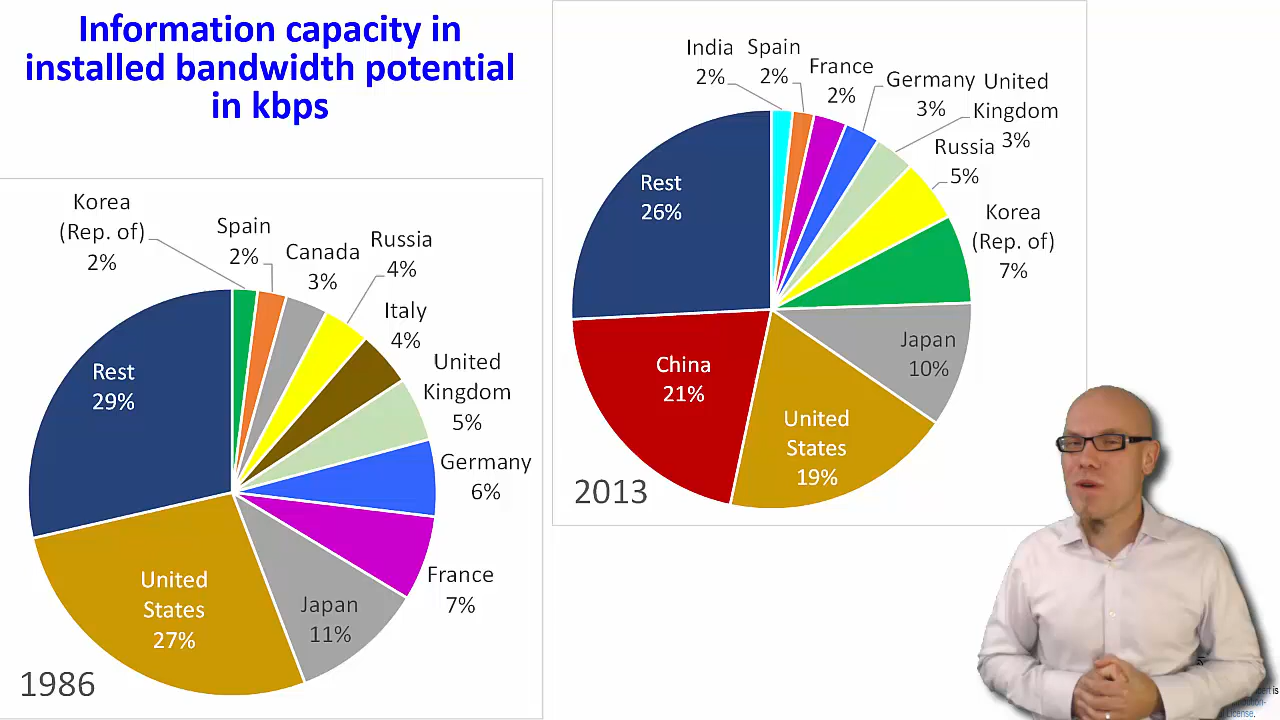 Information capacity in
installed bandwidth potential
in kbps
Korea
(Rep. of)
2%
Spain
2%
Canada
3%
Russia
4%
Italy
4%
United
Kingdom
5%
Germany
6%
France
7%
Japan
11%
United
States
27%
Rest
29%
1986
India
2%
Spain
2%
France
2%
Germany
3%
United
Kingdom
3%
Russia
5%
Korea
(Rep. of)
7%
Japan
10%
United
States
19%
China
21%
Rest
26%
2013
is
License.